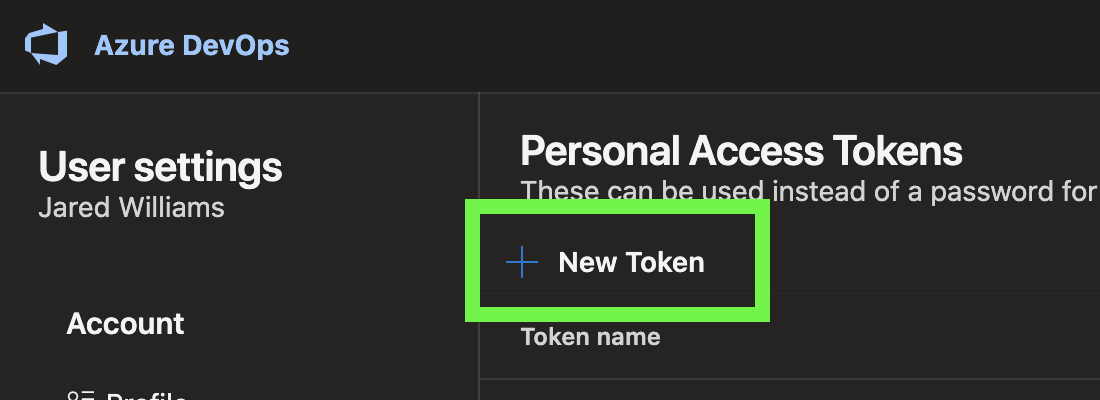 Azure DevOps
User settings
Jared Williams
Account
Profile
Personal Access Tokens
These can be used instead of a password for
New Token
Token name